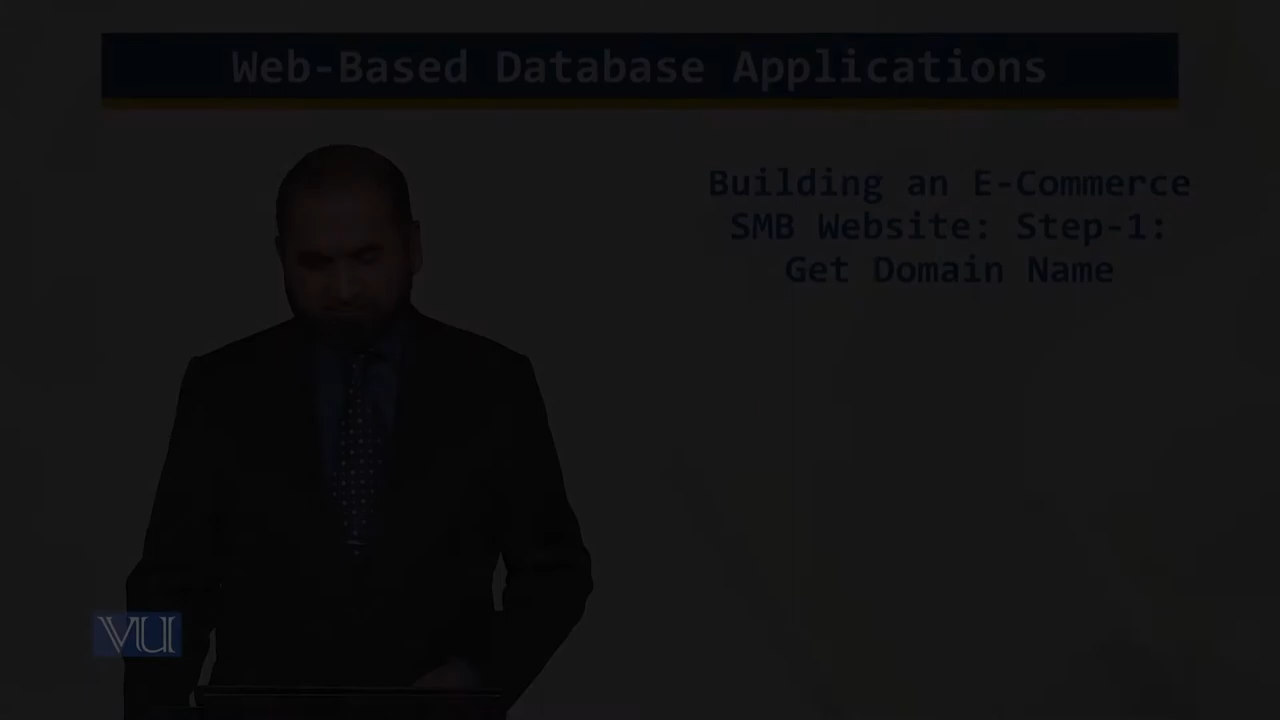 Web-Based Database Applications
Building an E-Commerce
SMB Website: Step-1:
Get Domain Name
VU